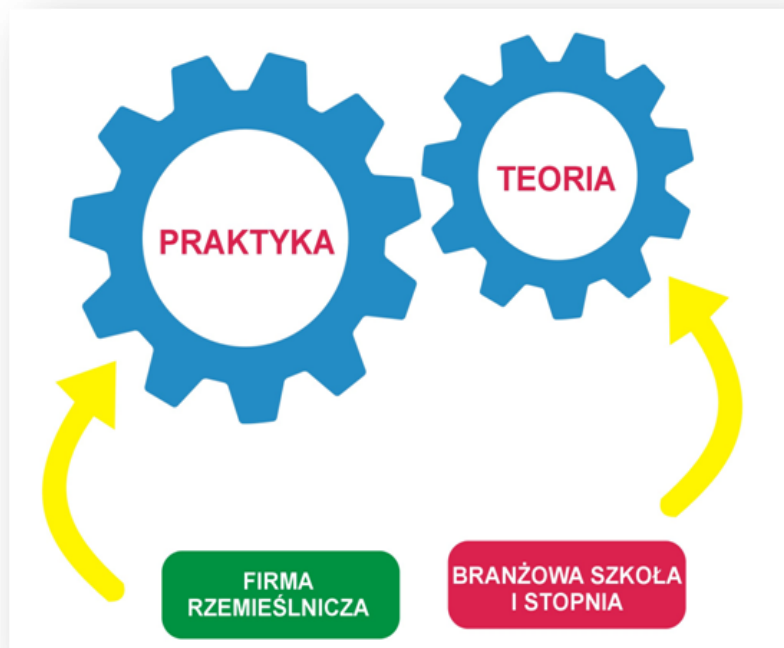 PRAKTYKA
TEORIA
FIRMA
RZEMIEŚLNICZA
BRANŻOWA SZKOŁA
I STOPNIA